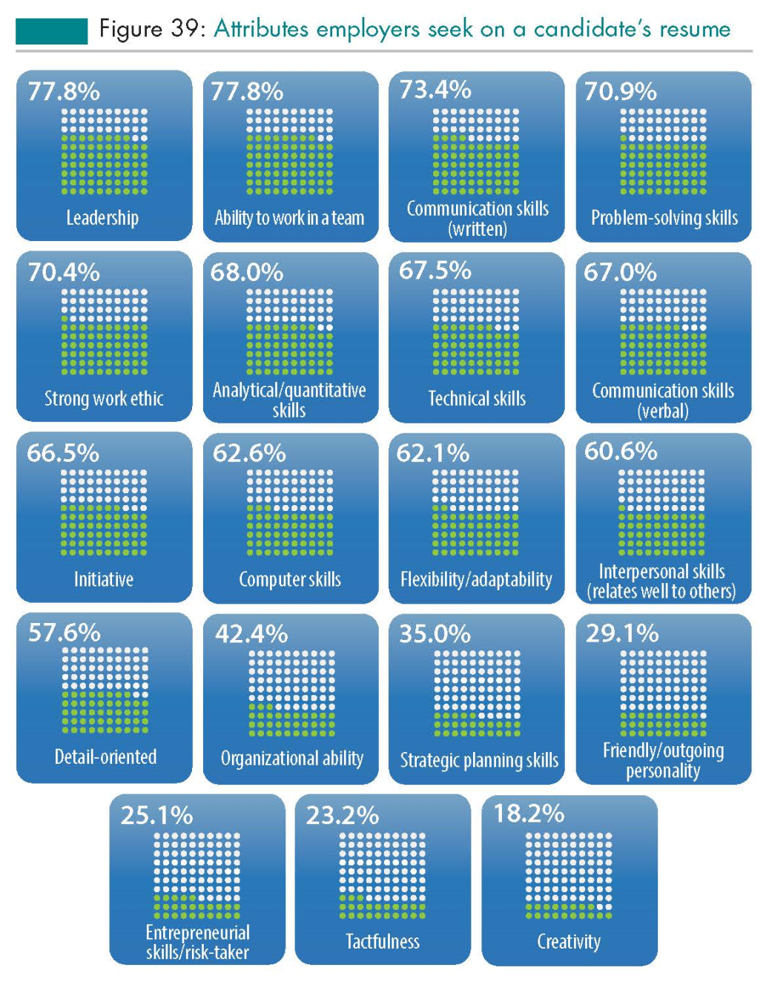 Figure 39: Attributes employers seek on a candidate's resume
77.8%
Leadership
77.8%
Ability to work in a team
73.4%
Communication skills
(written)
70.9%
Problem-solving skills
70.4%
Strong work ethic
68.0%
Analytical/quantitative
skills
67.5%
Technical skills
67.0%
Communication skills
(verbal)
66.5%
Initiative
62.6%
Computer skills
62.1%
Flexibility/adaptability
60.6%
Interpersonal skills
(relates well to others)
57.6%
Detail-oriented
42.4%
Organizational ability
35.0%
Strategic planning skills
29.1%
Friendly/outgoing
personality
25.1%
Entrepreneurial
skills/risk-taker
23.2%
Tactfulness
18.2%
Creativity